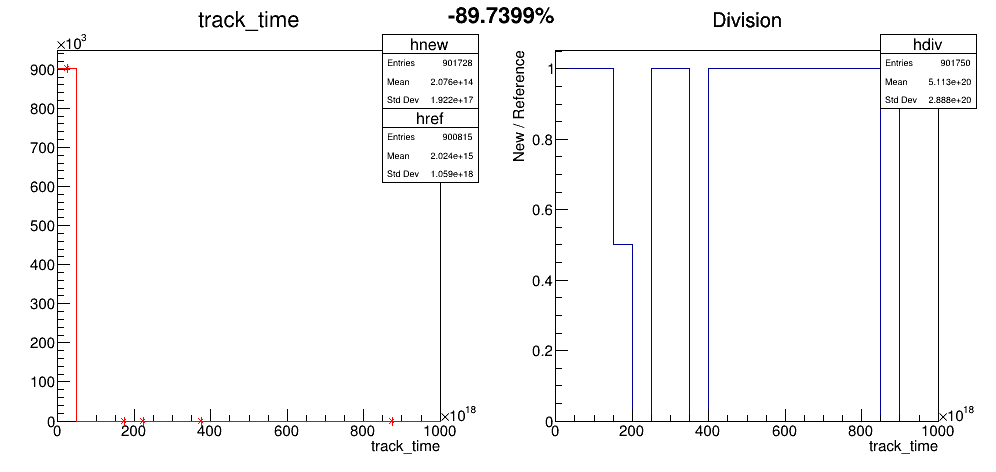 -89.7399%
track_time
×10³
hnew
Entries 901728
Mean 2.076e+14
Std Dev 1.922e+17
href
Entries 900815
Mean 2.024e+15
Std Dev 1.059e+18
900
800
700
600
500
400
300
200
100
0
0 200 400 600 800 1000
×10¹⁸
track_time
Division
hdiv
Entries 901750
Mean 5.113e+20
Std Dev 2.888e+20
New / Reference
1
0.8
0.6
0.4
0.2
0
0 200 400 600 800 1000
×10¹⁸
track_time